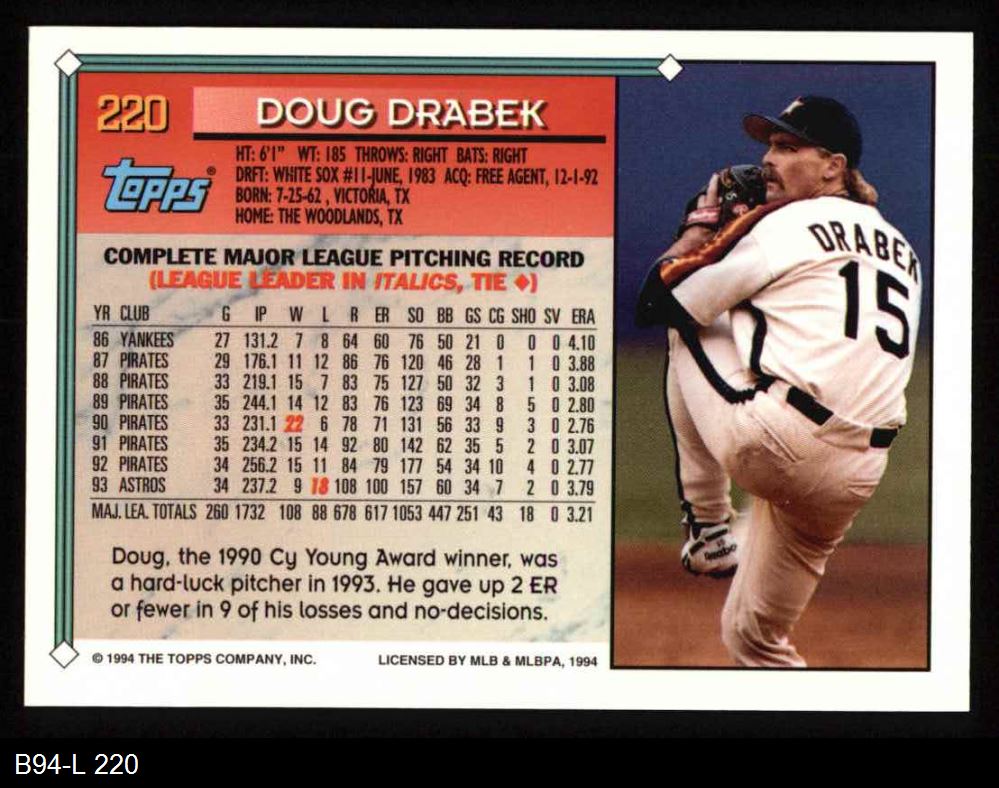 220
DOUG DRABEK
Topps®
HT: 6'1" WT: 185 THROWS: RIGHT BATS: RIGHT
DRFT: WHITE SOX #11-JUNE, 1983 ACQ: FREE AGENT, 12-1-92
BORN: 7-25-62 , VICTORIA, TX
HOME: THE WOODLANDS, TX
COMPLETE MAJOR LEAGUE PITCHING RECORD
(LEAGUE LEADER IN ITALICS, TIE ♦)
YR CLUB G IP W L R ER SO BB GS CG SHO SV ERA
86 YANKEES 27 131.2 7 8 64 60 76 50 21 0 0 0 4.10
87 PIRATES 29 176.1 11 12 86 76 120 46 28 1 1 0 3.88
88 PIRATES 33 219.1 15 7 83 75 127 50 32 3 1 0 3.08
89 PIRATES 35 244.1 14 12 83 76 123 69 34 8 5 0 2.80
90 PIRATES 33 231.1 22 6 78 71 131 56 33 9 3 0 2.76
91 PIRATES 35 234.2 15 14 92 80 142 62 35 5 2 0 3.07
92 PIRATES 34 256.2 15 11 84 79 177 54 34 10 4 0 2.77
93 ASTROS 34 237.2 9 18 108 100 157 60 34 7 2 0 3.79
MAJ. LEA. TOTALS 260 1732 108 88 678 617 1053 447 251 43 18 0 3.21
Doug, the 1990 Cy Young Award winner, was
a hard-luck pitcher in 1993. He gave up 2 ER
or fewer in 9 of his losses and no-decisions.
© 1994 THE TOPPS COMPANY, INC. LICENSED BY MLB & MLBPA, 1994
DRABEK
15
Reebok
B94-L 220